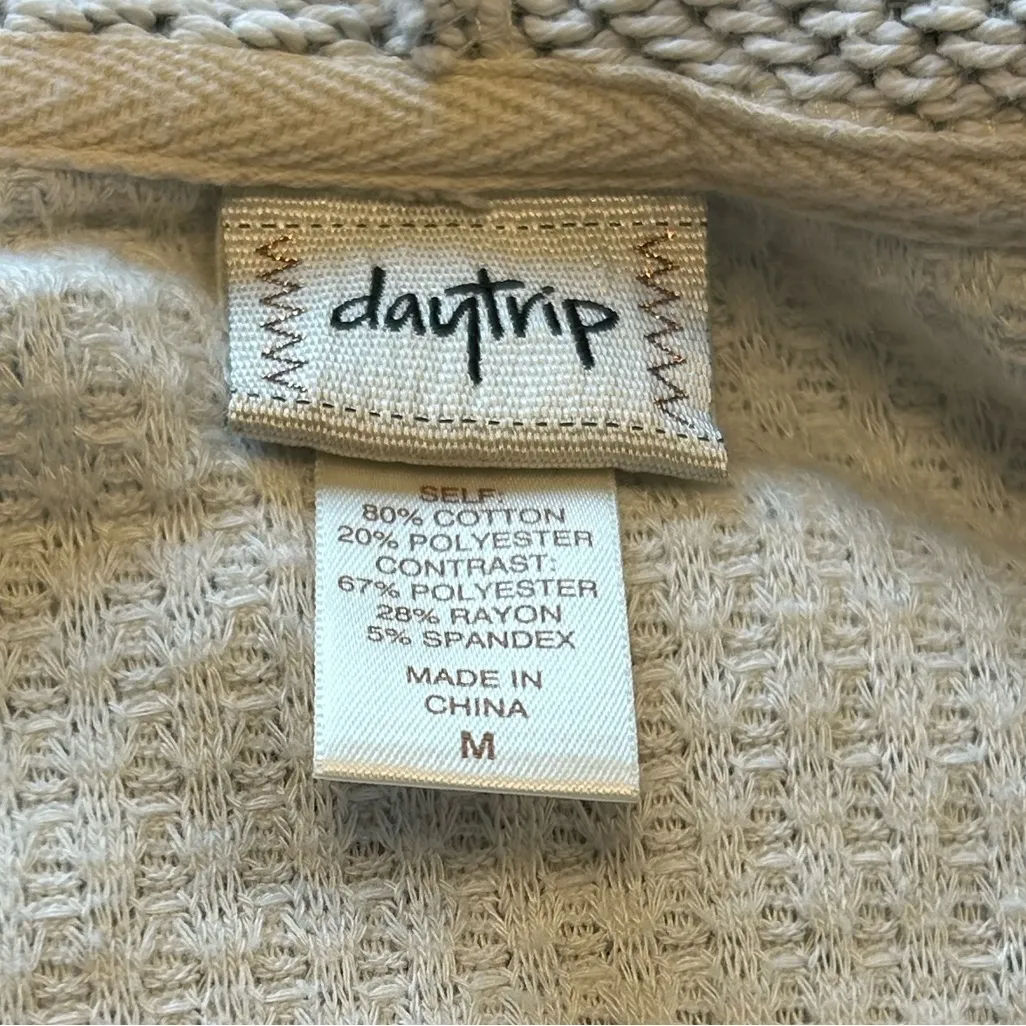 daytrip
SELF:
80% COTTON
20% POLYESTER
CONTRAST:
67% POLYESTER
28% RAYON
5% SPANDEX
MADE IN
CHINA
M